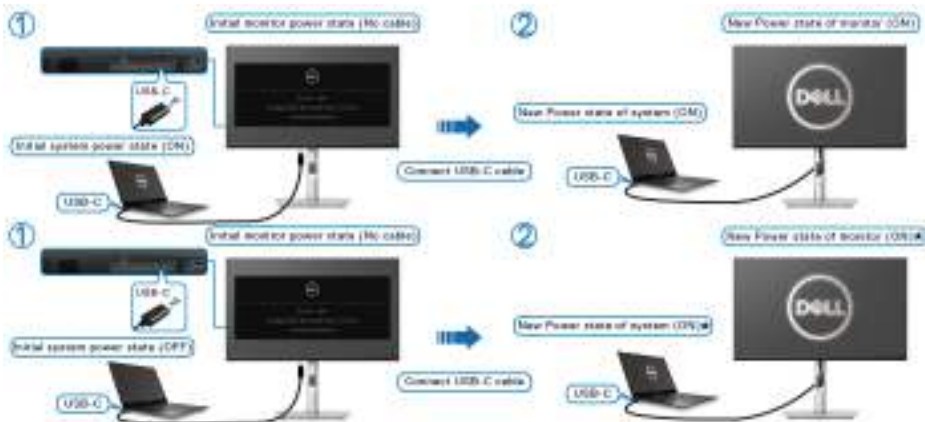 ①
Initial monitor power state (No cable)
②
New Power state of monitor (ON)
USB-C
New Power state of system (ON)
DELL
Initial system power state (ON)
Connect USB-C cable
USB-C
USB-C
①
Initial monitor power state (No cable)
②
New Power state of monitor (ON)★
USB-C
New Power state of system (ON)★
DELL
Initial system power state (OFF)
Connect USB-C cable
USB-C
USB-C